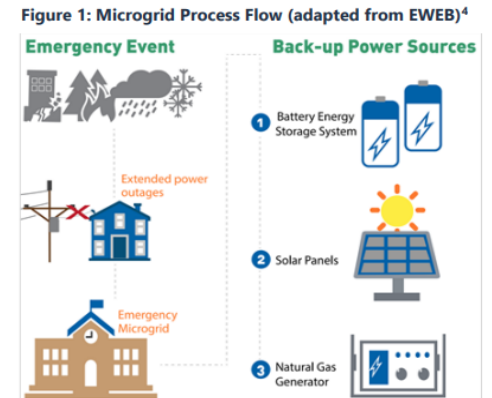 Figure 1: Microgrid Process Flow (adapted from EWEB)⁴
Emergency Event
Extended power
outages
Emergency
Microgrid
Back-up Power Sources
1 Battery Energy
Storage System
2 Solar Panels
3 Natural Gas
Generator